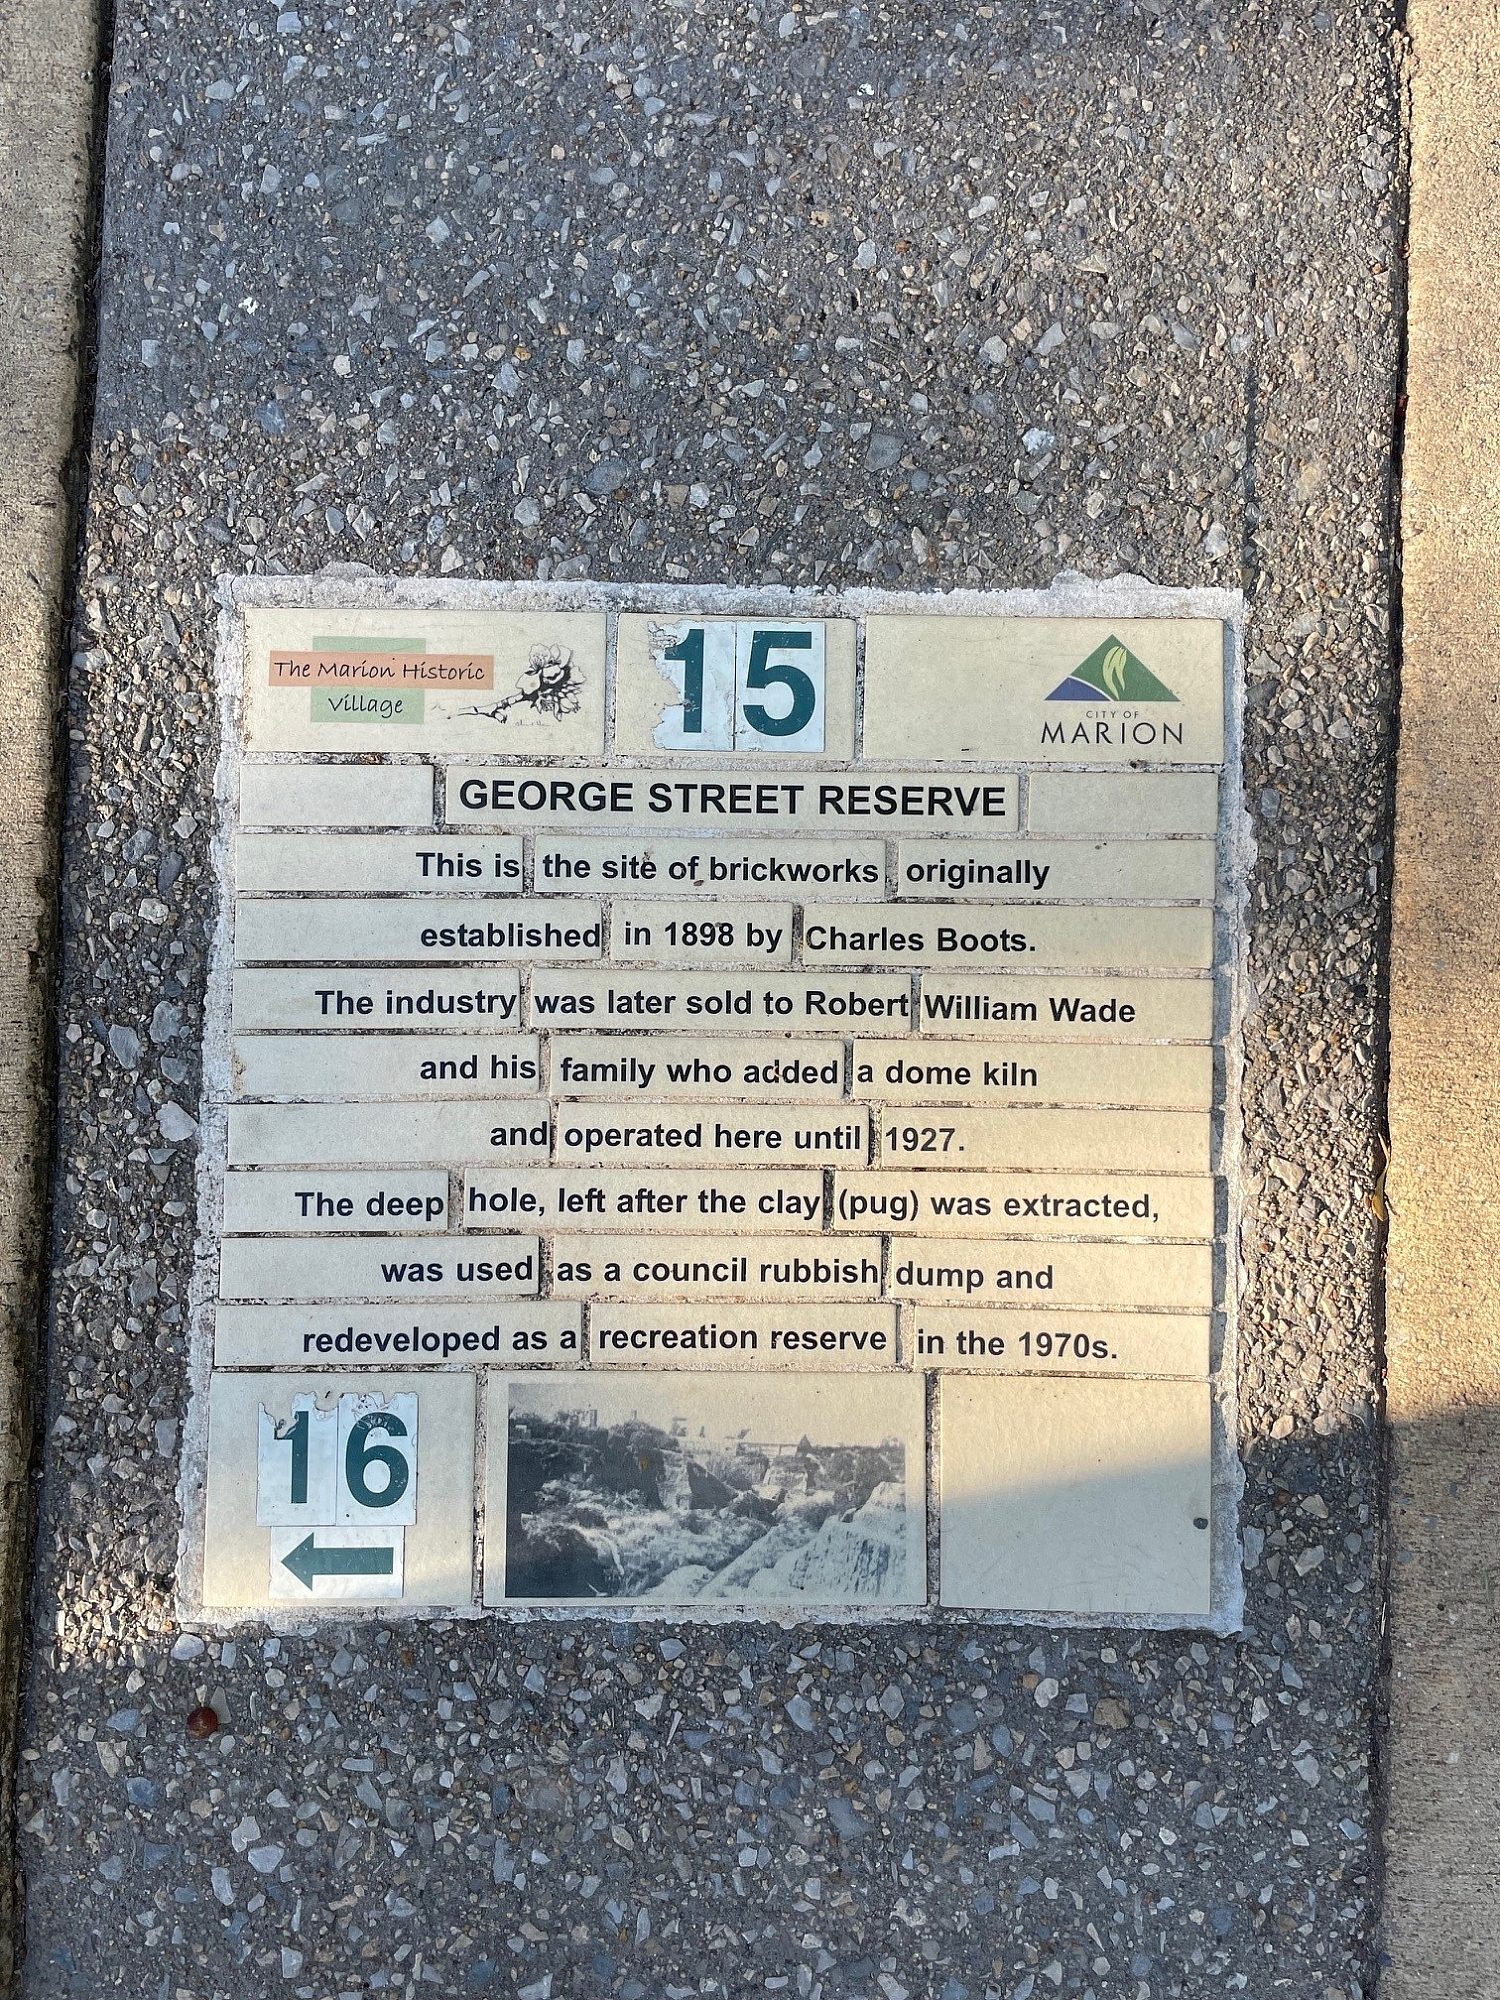 The Marion Historic
Village
15
CITY OF
MARION
GEORGE STREET RESERVE
This is the site of brickworks originally
established in 1898 by Charles Boots.
The industry was later sold to Robert William Wade
and his family who added a dome kiln
and operated here until 1927.
The deep hole, left after the clay (pug) was extracted,
was used as a council rubbish dump and
redeveloped as a recreation reserve in the 1970s.
16